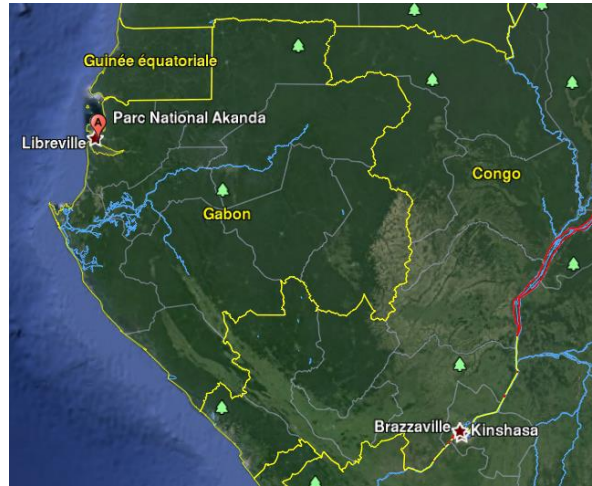 Guinée équatoriale
A
Parc National Akanda
Libreville
Congo
Gabon
Brazzaville
Kinshasa